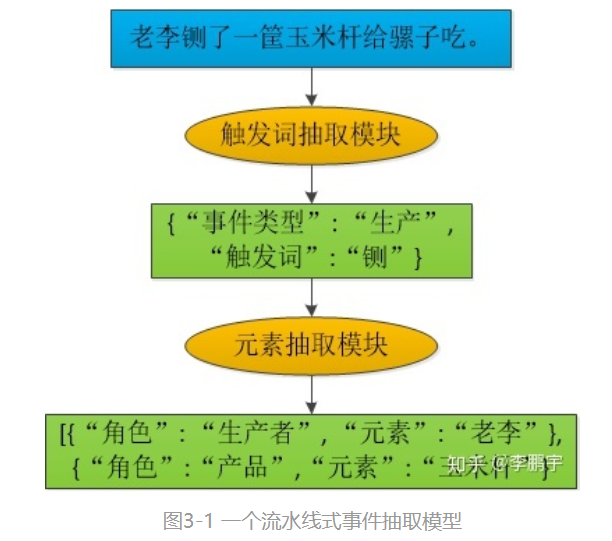 老李铡了一筐玉米杆给骡子吃。
触发词抽取模块
{“事件类型”:“生产”,
“触发词”:“铡”}
元素抽取模块
[{“角色”:“生产者”,“元素”:“老李”},
{“角色”:“产品”,“元素”:“玉米杆”}
知乎 @李鹏宇
图3-1 一个流水线式事件抽取模型